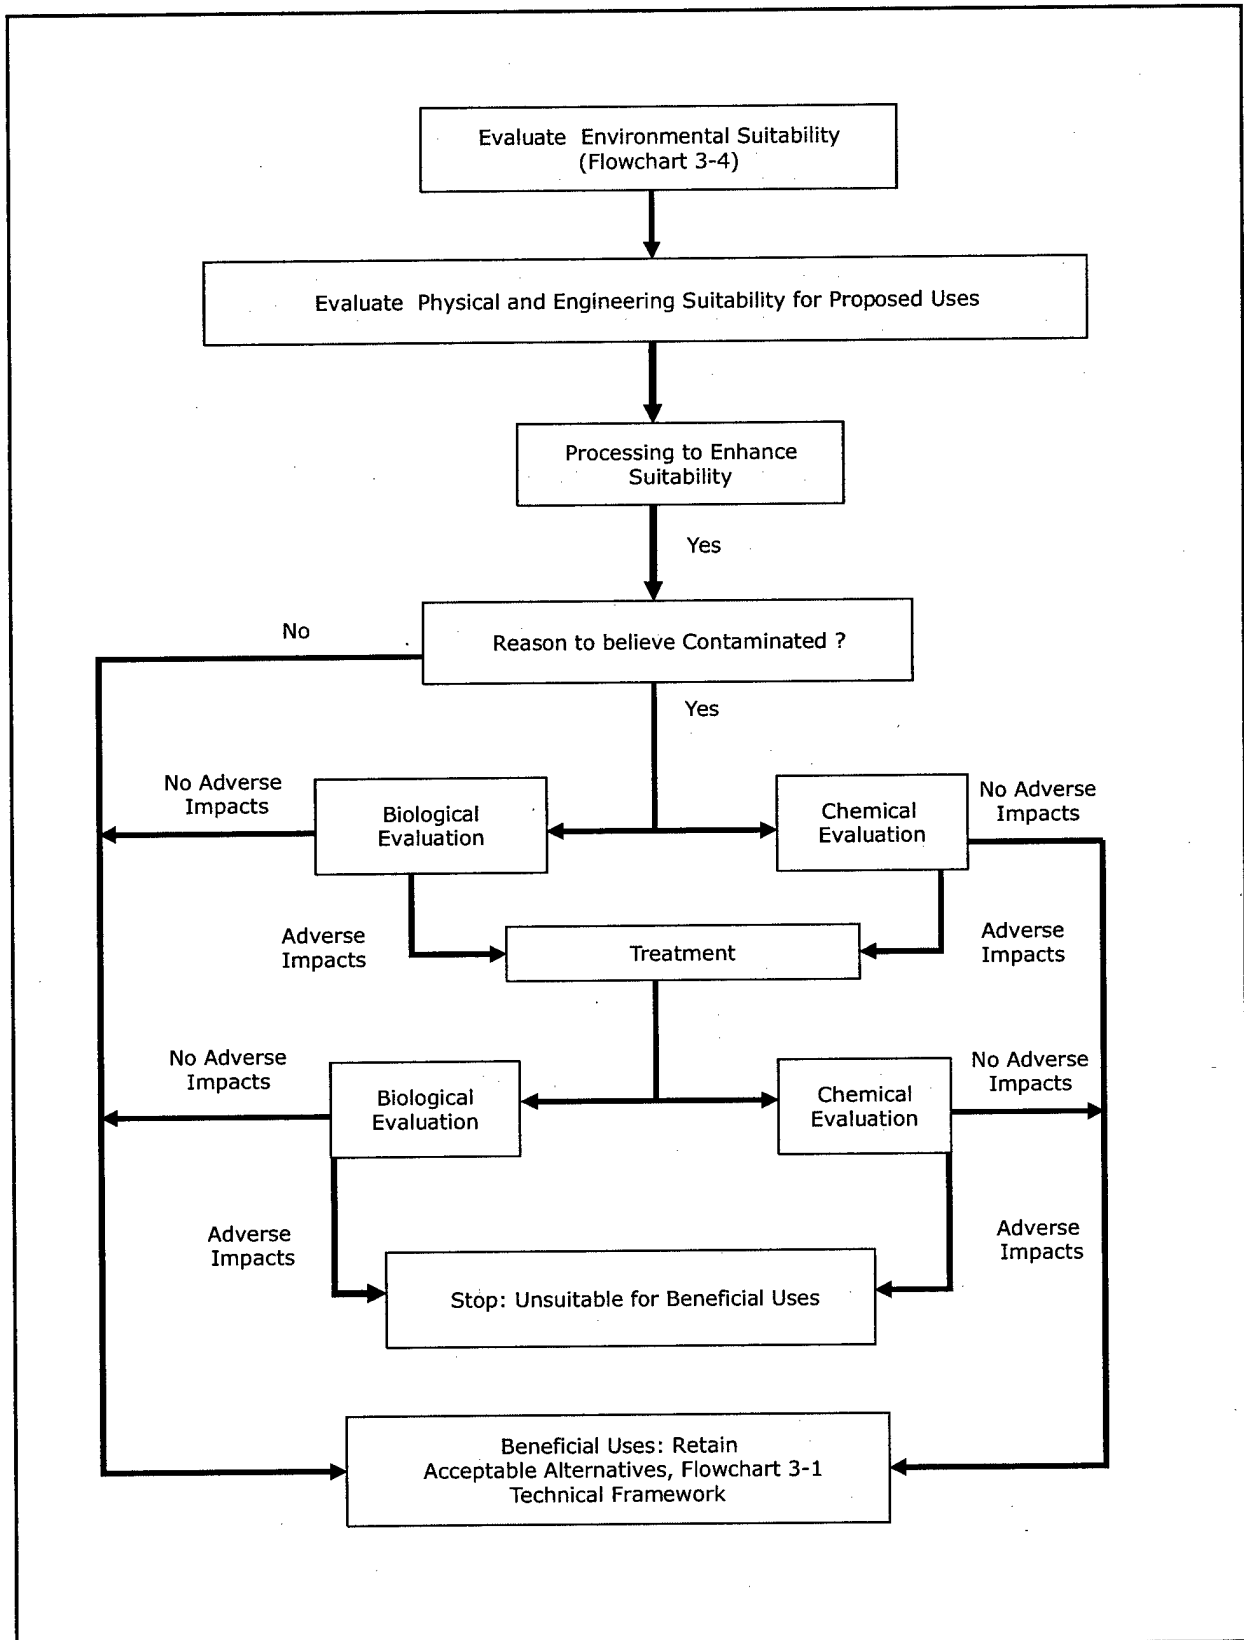 Evaluate Environmental Suitability
(Flowchart 3-4)
Evaluate Physical and Engineering Suitability for Proposed Uses
Processing to Enhance
Suitability
Yes
Reason to believe Contaminated ?
No
Yes
No Adverse
Impacts
Biological
Evaluation
Chemical
Evaluation
No Adverse
Impacts
Adverse
Impacts
Treatment
Adverse
Impacts
No Adverse
Impacts
Biological
Evaluation
Chemical
Evaluation
No Adverse
Impacts
Adverse
Impacts
Stop: Unsuitable for Beneficial Uses
Adverse
Impacts
Beneficial Uses: Retain
Acceptable Alternatives, Flowchart 3-1
Technical Framework